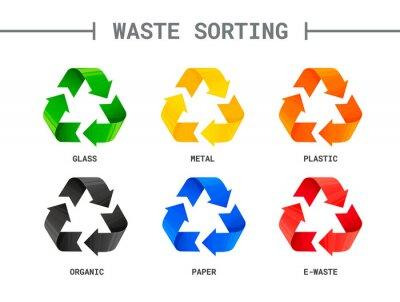 WASTE SORTING
GLASS METAL PLASTIC
ORGANIC PAPER E-WASTE